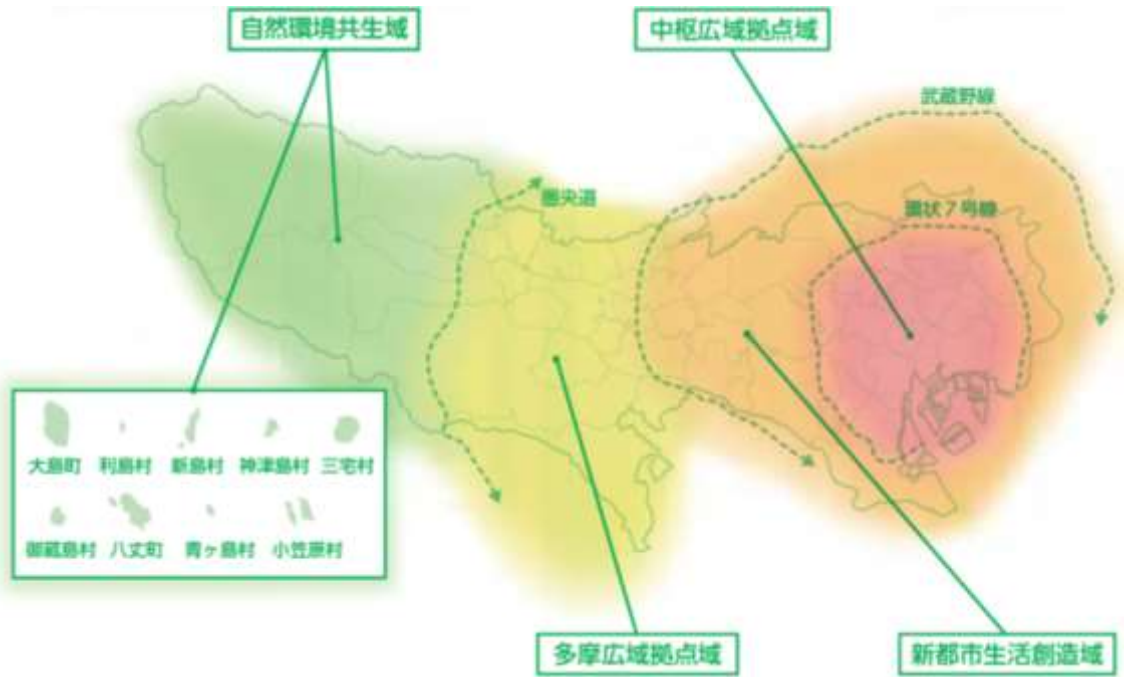 自然環境共生域
中枢広域拠点域
武蔵野線
圏央道
環状7号線
大島町
利島村
新島村
神津島村
三宅村
御蔵島村
八丈町
青ヶ島村
小笠原村
多摩広域拠点域
新都市生活創造域